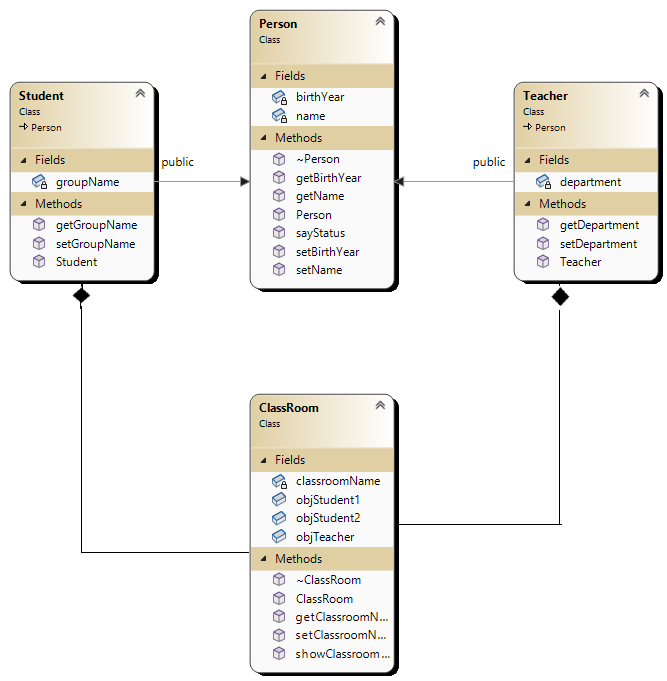 Person
Class
Fields
birthYear
name
Methods
~Person
getBirthYear
getName
Person
sayStatus
setBirthYear
setName
Student
Class
Person
Fields
groupName
Methods
getGroupName
setGroupName
Student
public
public
Teacher
Class
Person
Fields
department
Methods
getDepartment
setDepartment
Teacher
ClassRoom
Class
Fields
classroomName
objStudent1
objStudent2
objTeacher
Methods
~ClassRoom
ClassRoom
getClassroomN...
setClassroomN...
showClassroom...